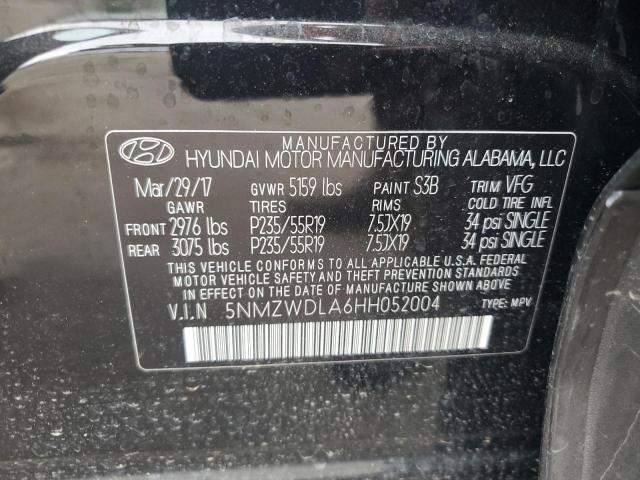 MANUFACTURED BY
HYUNDAI MOTOR MANUFACTURING ALABAMA, LLC
Mar/29/17 GVWR 5159 lbs PAINT S3B TRIM VFG
GAWR TIRES RIMS COLD TIRE INFL
FRONT 2976 lbs P235/55R19 7.5JX19 34 psi SINGLE
REAR 3075 lbs P235/55R19 7.5JX19 34 psi SINGLE
THIS VEHICLE CONFORMS TO ALL APPLICABLE U.S.A. FEDERAL
MOTOR VEHICLE SAFETY AND THEFT PREVENTION STANDARDS
IN EFFECT ON THE DATE OF MANUFACTURE SHOWN ABOVE.
V.I.N 5NMZWDLA6HH052004 TYPE: MPV